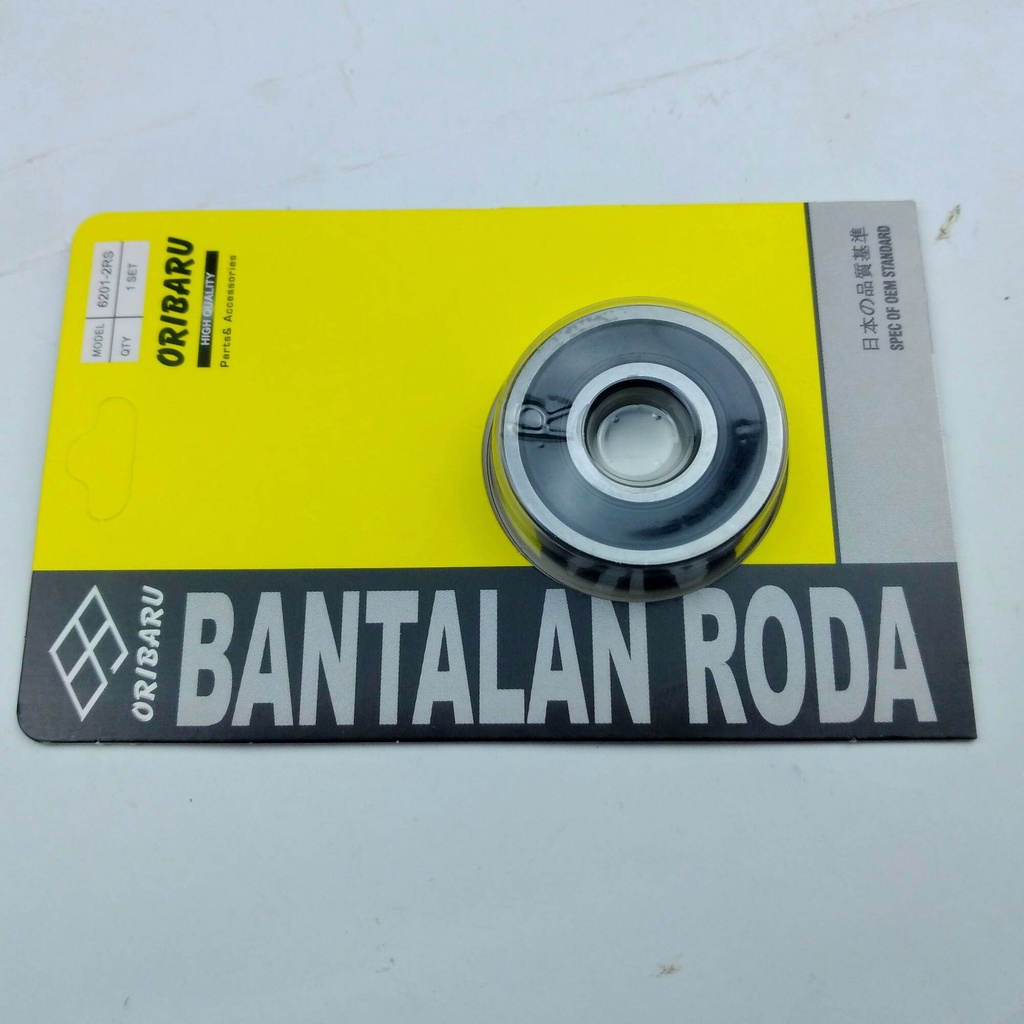 MODEL 6201-2RS
QTY 1 SET
ORIBARU
HIGH QUALITY
Parts& Accessories
日本の品質基準
SPEC OF OEM STANDARD
ORIBARU
BANTALAN RODA